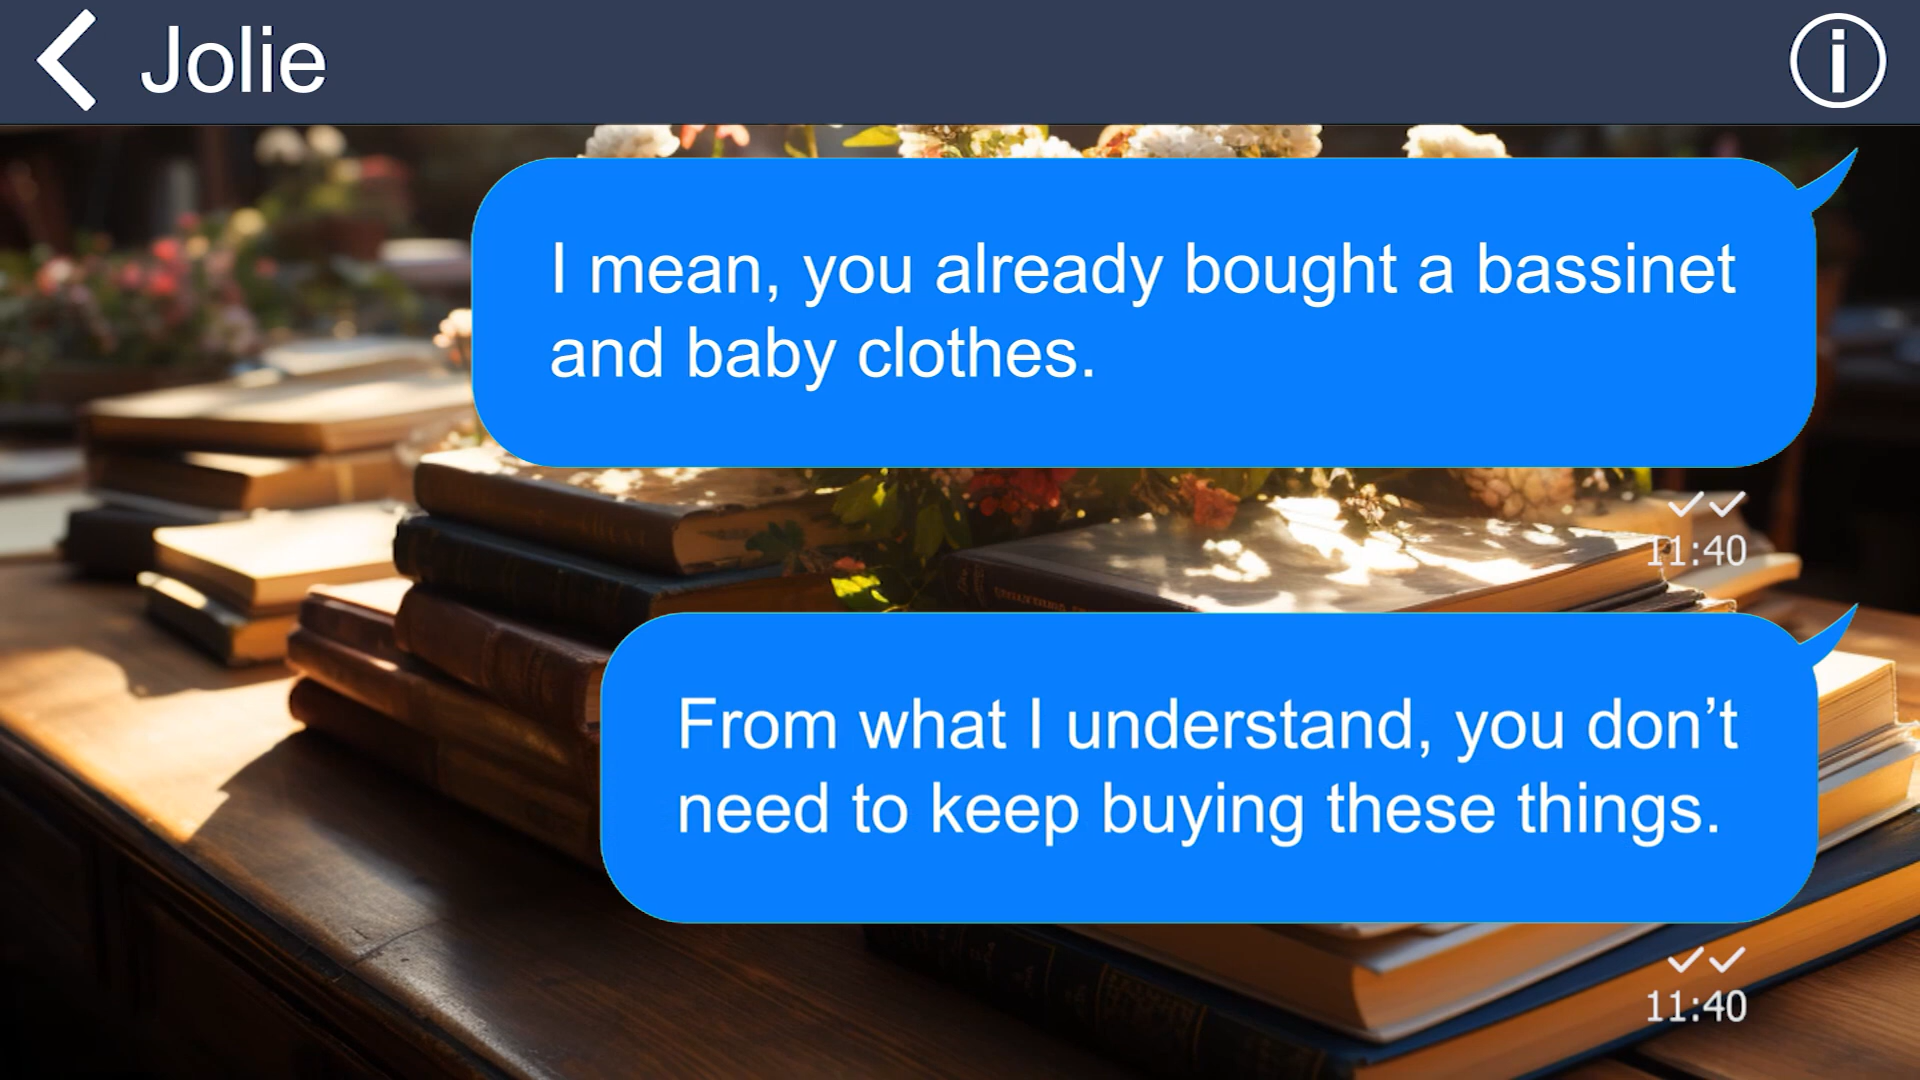 Jolie
I mean, you already bought a bassinet
and baby clothes.
11:40
From what I understand, you don’t
need to keep buying these things.
11:40